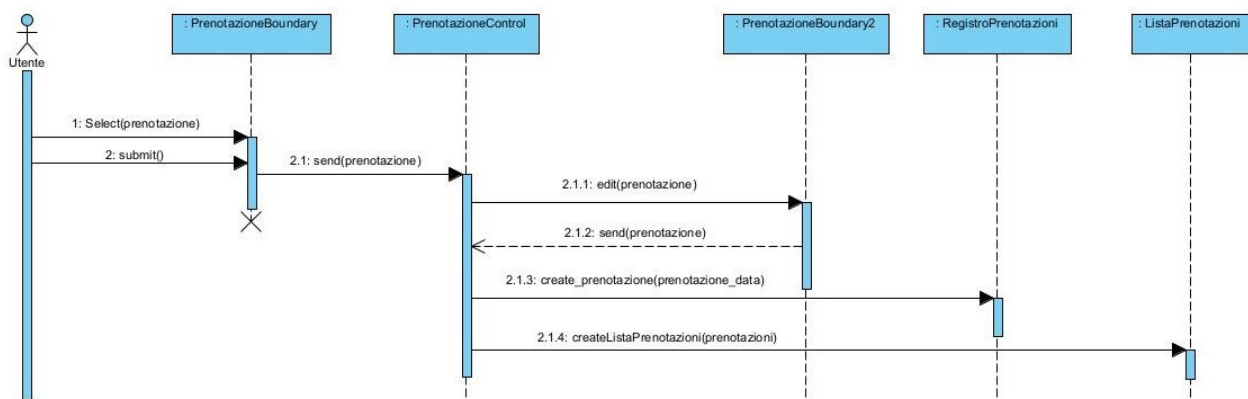 : PrenotazioneBoundary
: PrenotazioneControl
: PrenotazioneBoundary2
: RegistroPrenotazioni
: ListaPrenotazioni
Utente
1: Select(prenotazione)
2: submit()
2.1: send(prenotazione)
2.1.1: edit(prenotazione)
2.1.2: send(prenotazione)
2.1.3: create_prenotazione(prenotazione_data)
2.1.4: createListaPrenotazioni(prenotazioni)